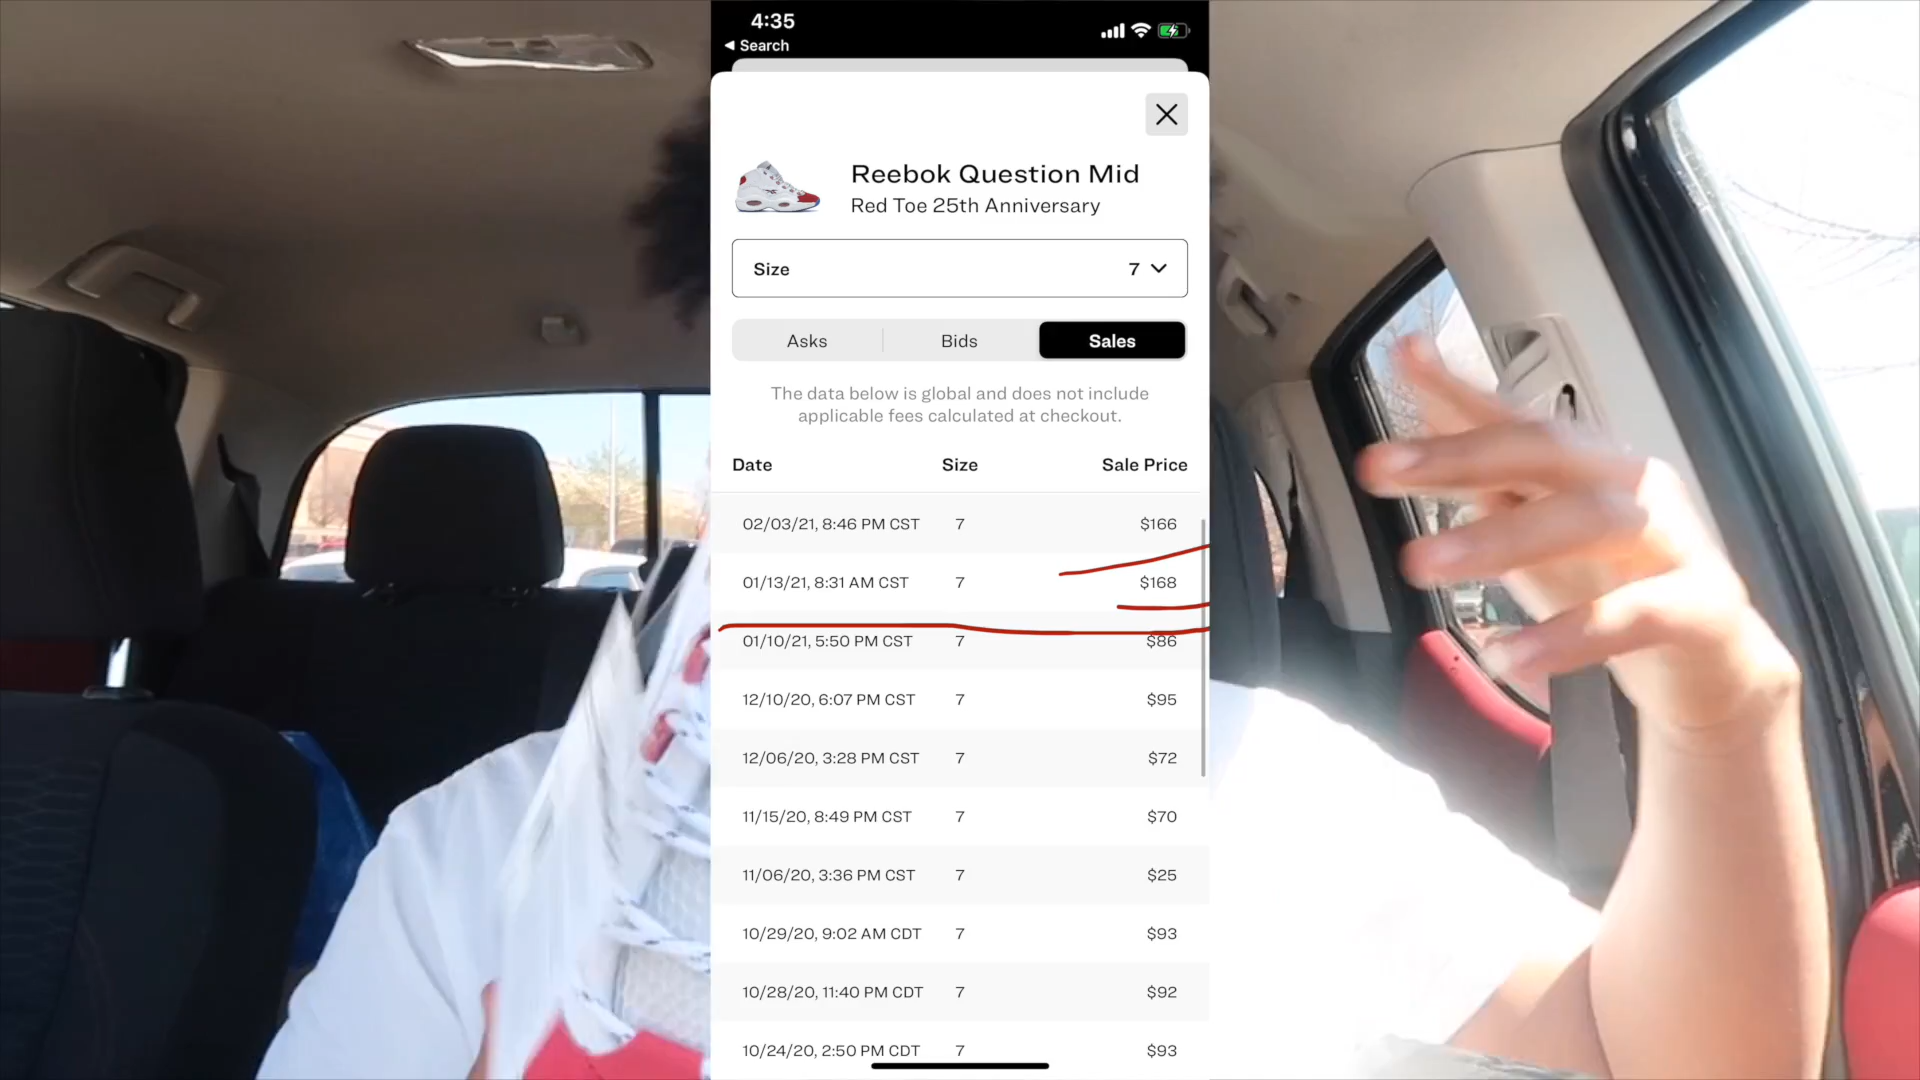 4:35
Search
Reebok Question Mid
Red Toe 25th Anniversary
Size 7
Asks Bids Sales
The data below is global and does not include
applicable fees calculated at checkout.
Date Size Sale Price
02/03/21, 8:46 PM CST 7 $166
01/13/21, 8:31 AM CST 7 $168
01/10/21, 5:50 PM CST 7 $86
12/10/20, 6:07 PM CST 7 $95
12/06/20, 3:28 PM CST 7 $72
11/15/20, 8:49 PM CST 7 $70
11/06/20, 3:36 PM CST 7 $25
10/29/20, 9:02 AM CDT 7 $93
10/28/20, 11:40 PM CDT 7 $92
10/24/20, 2:50 PM CDT 7 $93